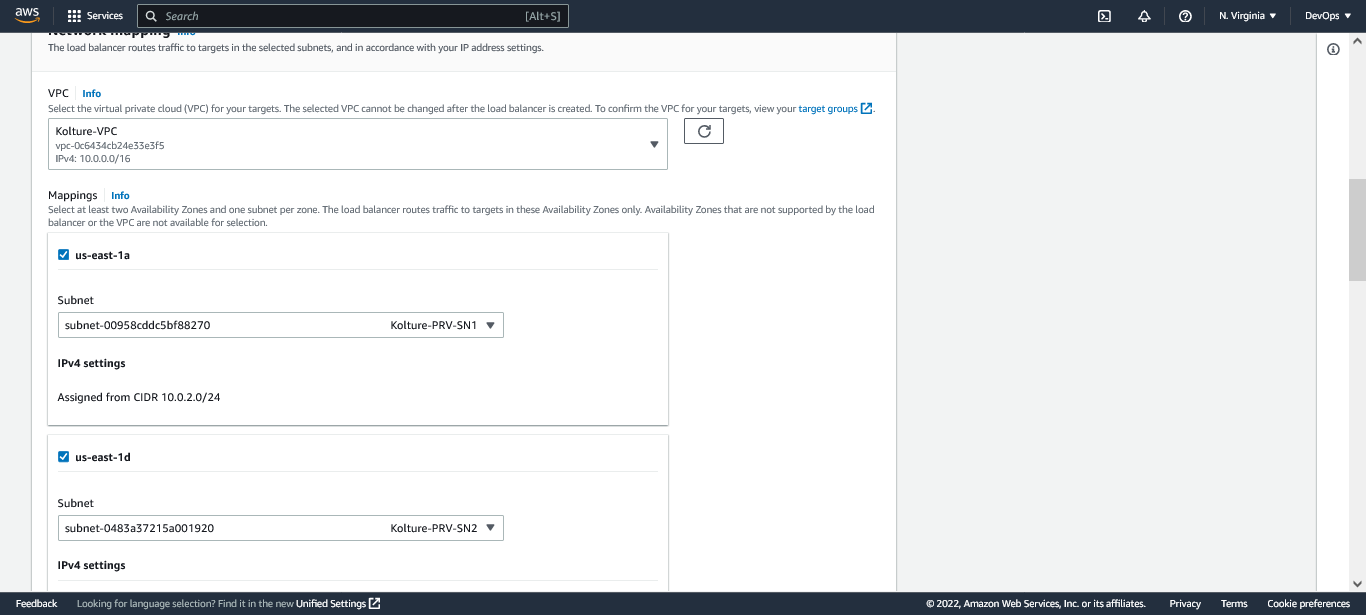 aws
Services
Search [Alt+S]
N. Virginia
DevOps
Network mapping Info
The load balancer routes traffic to targets in the selected subnets, and in accordance with your IP address settings.
VPC Info
Select the virtual private cloud (VPC) for your targets. The selected VPC cannot be changed after the load balancer is created. To confirm the VPC for your targets, view your target groups.
Kolture-VPC
vpc-0c6434cb24e33e3f5
IPv4: 10.0.0.0/16
Mappings Info
Select at least two Availability Zones and one subnet per zone. The load balancer routes traffic to targets in these Availability Zones only. Availability Zones that are not supported by the load
balancer or the VPC are not available for selection.
us-east-1a
Subnet
subnet-00958cddc5bf88270 Kolture-PRV-SN1
IPv4 settings
Assigned from CIDR 10.0.2.0/24
us-east-1d
Subnet
subnet-0483a37215a001920 Kolture-PRV-SN2
IPv4 settings
Feedback Looking for language selection? Find it in the new Unified Settings © 2022, Amazon Web Services, Inc. or its affiliates. Privacy Terms Cookie preferences